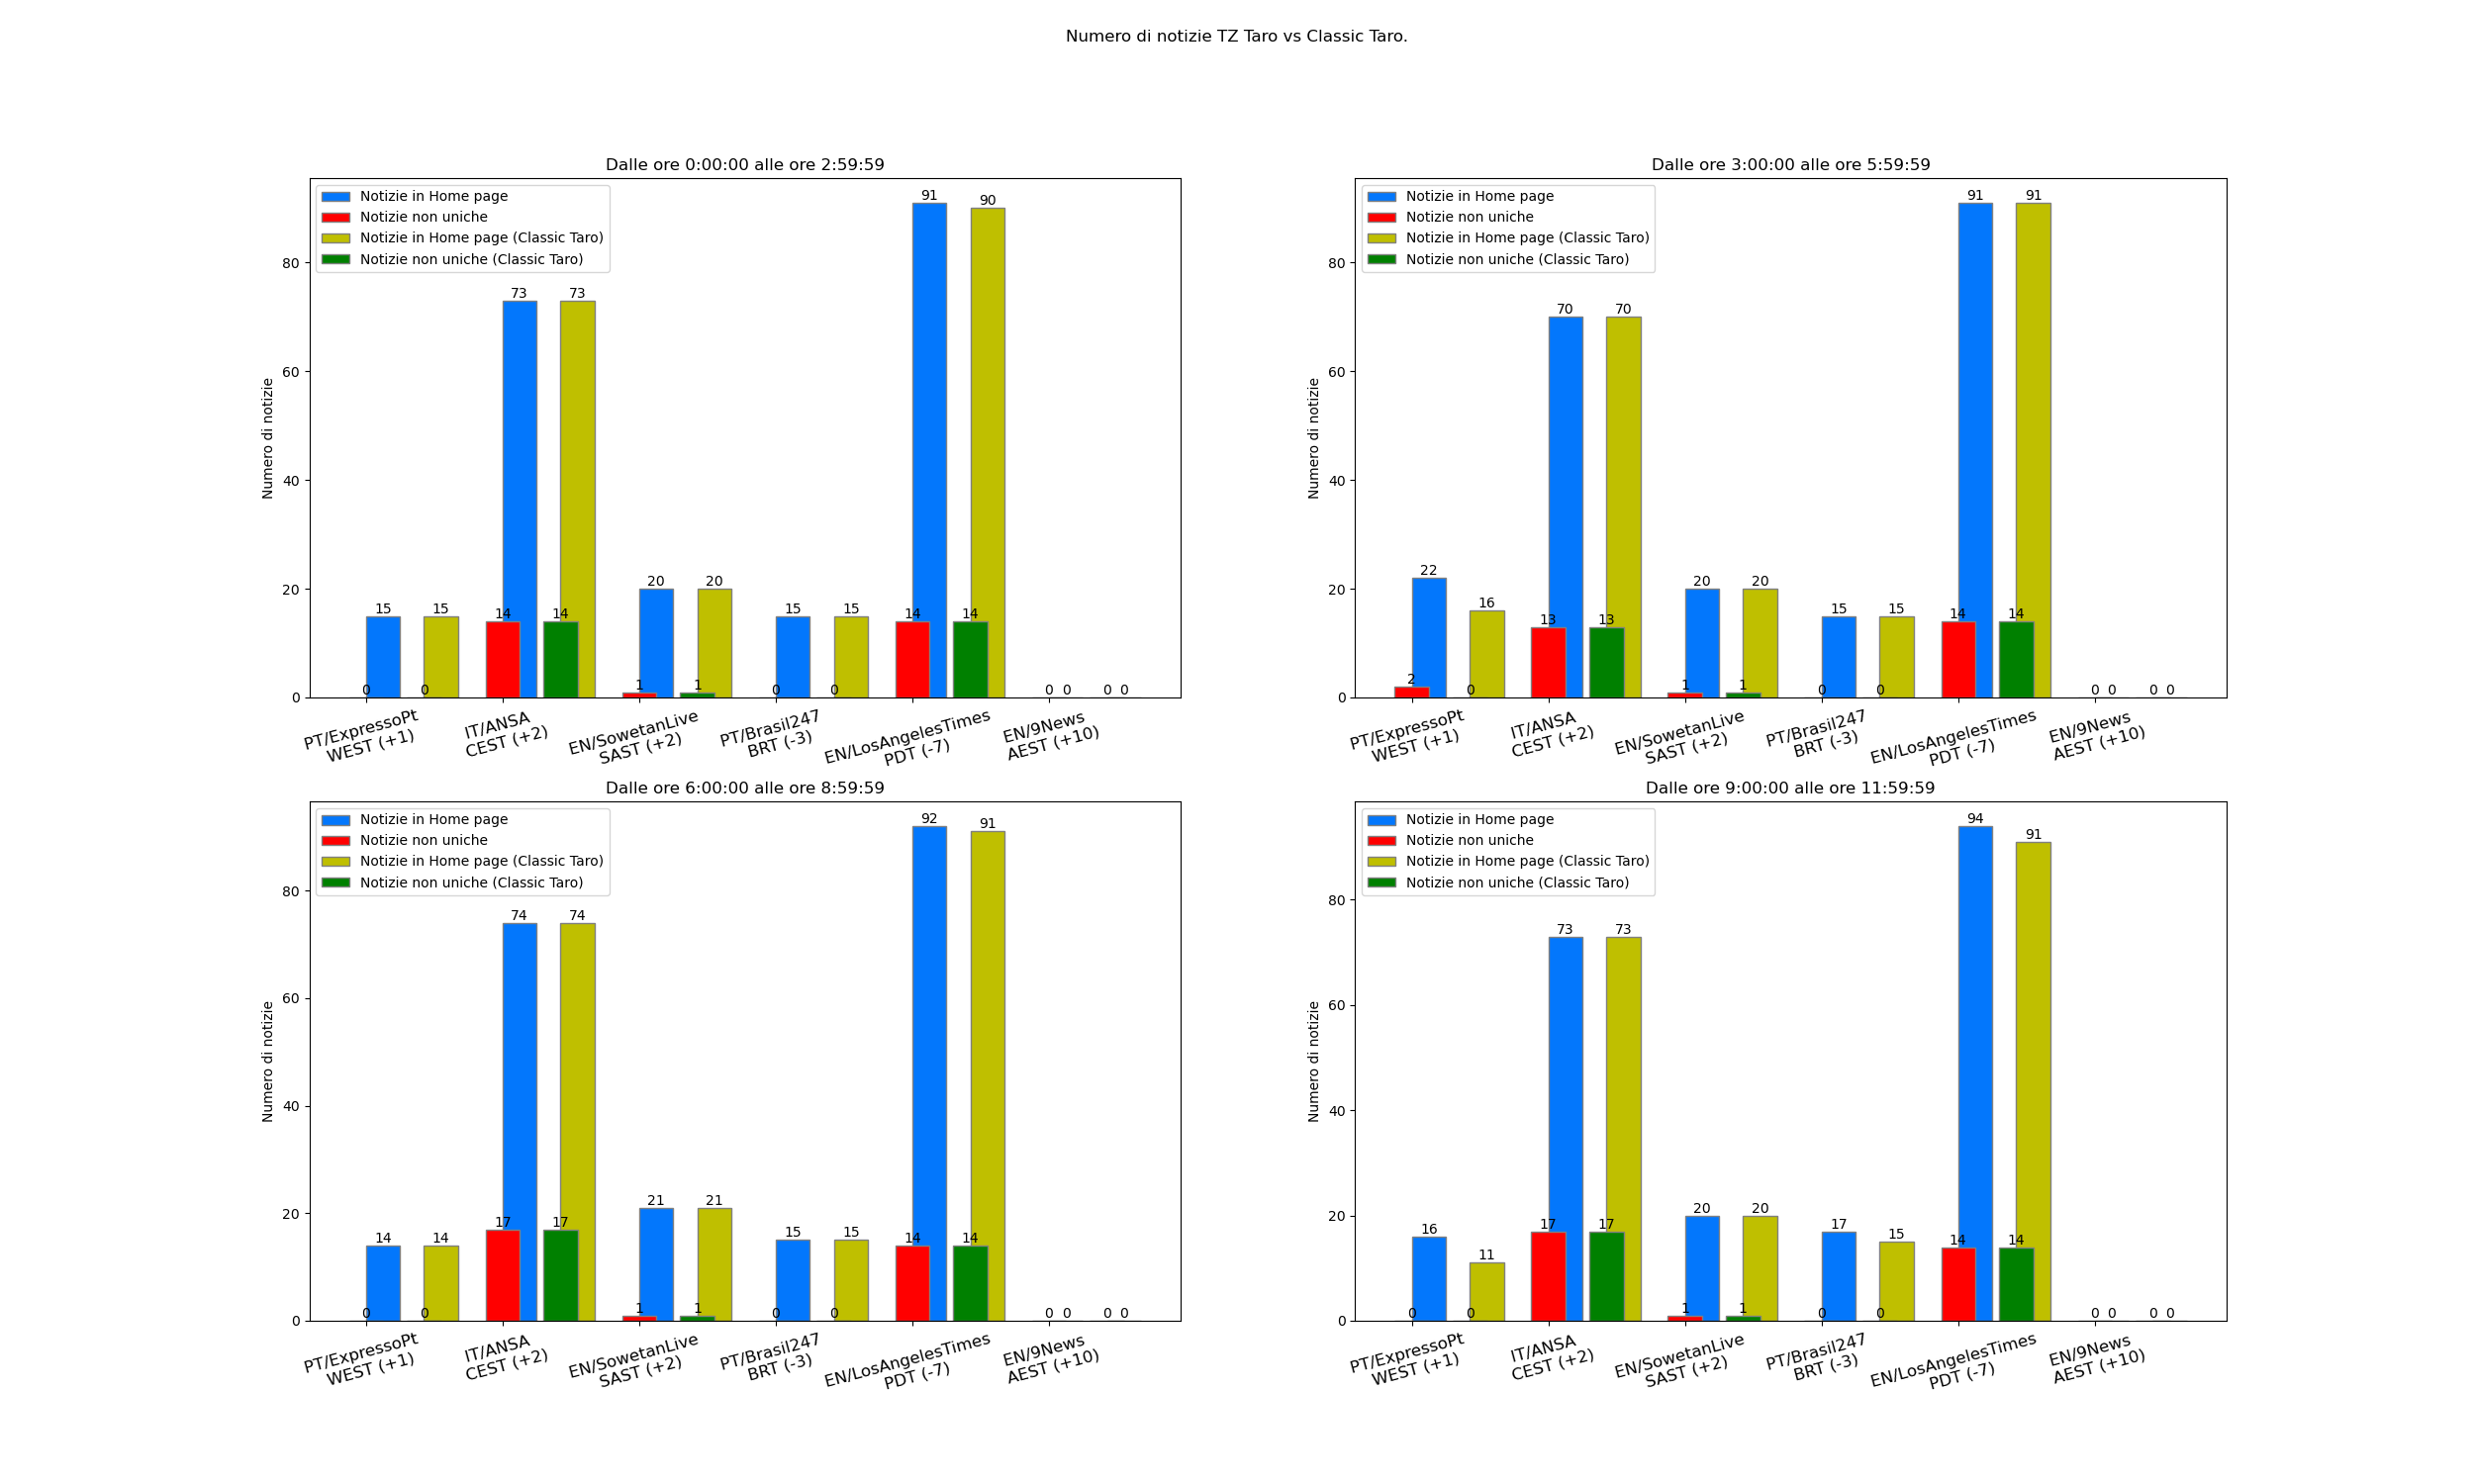 Numero di notizie TZ Taro vs Classic Taro.
Dalle ore 0:00:00 alle ore 2:59:59
Notizie in Home page
Notizie non uniche
Notizie in Home page (Classic Taro)
Notizie non uniche (Classic Taro)
Numero di notizie
80
60
40
20
0
0 15 0 15
14 73 14 73
1 20 1 20
0 15 0 15
14 91 14 90
0 0 0 0
PT/ExpressoPt
WEST (+1)
IT/ANSA
CEST (+2)
EN/SowetanLive
SAST (+2)
PT/Brasil247
BRT (-3)
EN/LosAngelesTimes
PDT (-7)
EN/9News
AEST (+10)
Dalle ore 3:00:00 alle ore 5:59:59
Notizie in Home page
Notizie non uniche
Notizie in Home page (Classic Taro)
Notizie non uniche (Classic Taro)
Numero di notizie
80
60
40
20
0
2 22 0 16
13 70 13 70
1 20 1 20
0 15 0 15
14 91 14 91
0 0 0 0
PT/ExpressoPt
WEST (+1)
IT/ANSA
CEST (+2)
EN/SowetanLive
SAST (+2)
PT/Brasil247
BRT (-3)
EN/LosAngelesTimes
PDT (-7)
EN/9News
AEST (+10)
Dalle ore 6:00:00 alle ore 8:59:59
Notizie in Home page
Notizie non uniche
Notizie in Home page (Classic Taro)
Notizie non uniche (Classic Taro)
Numero di notizie
80
60
40
20
0
0 14 0 14
17 74 17 74
1 21 1 21
0 15 0 15
14 92 14 91
0 0 0 0
PT/ExpressoPt
WEST (+1)
IT/ANSA
CEST (+2)
EN/SowetanLive
SAST (+2)
PT/Brasil247
BRT (-3)
EN/LosAngelesTimes
PDT (-7)
EN/9News
AEST (+10)
Dalle ore 9:00:00 alle ore 11:59:59
Notizie in Home page
Notizie non uniche
Notizie in Home page (Classic Taro)
Notizie non uniche (Classic Taro)
Numero di notizie
80
60
40
20
0
0 16 0 11
17 73 17 73
1 20 1 20
0 17 0 15
14 94 14 91
0 0 0 0
PT/ExpressoPt
WEST (+1)
IT/ANSA
CEST (+2)
EN/SowetanLive
SAST (+2)
PT/Brasil247
BRT (-3)
EN/LosAngelesTimes
PDT (-7)
EN/9News
AEST (+10)